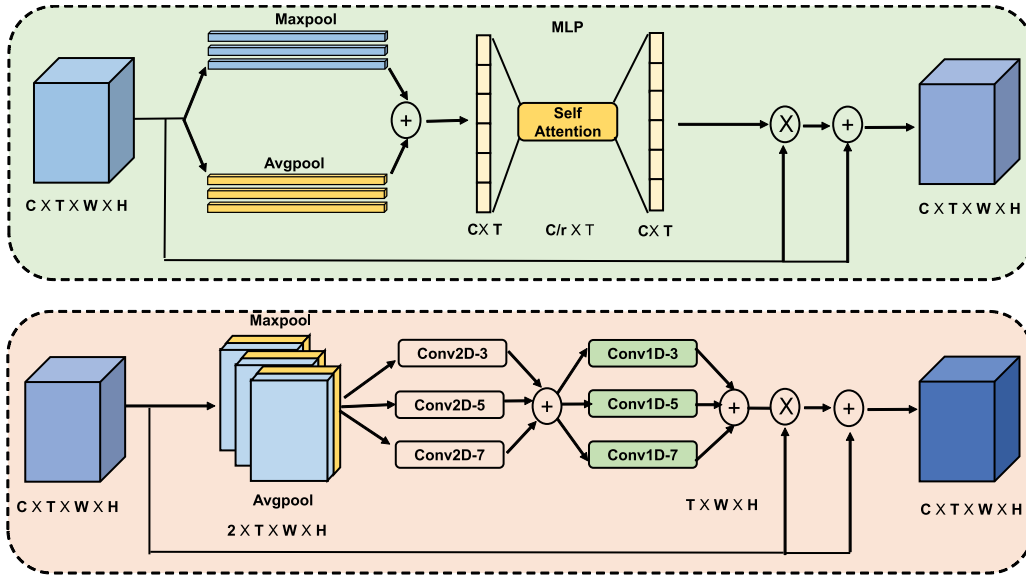 Maxpool
MLP
Self
Attention
+
X
+
Avgpool
C X T X W X H
C X T
C/r X T
C X T
C X T X W X H
Maxpool
Conv2D-3
Conv1D-3
Conv2D-5
+
Conv1D-5
+
X
+
Conv2D-7
Conv1D-7
Avgpool
C X T X W X H
2 X T X W X H
T X W X H
C X T X W X H